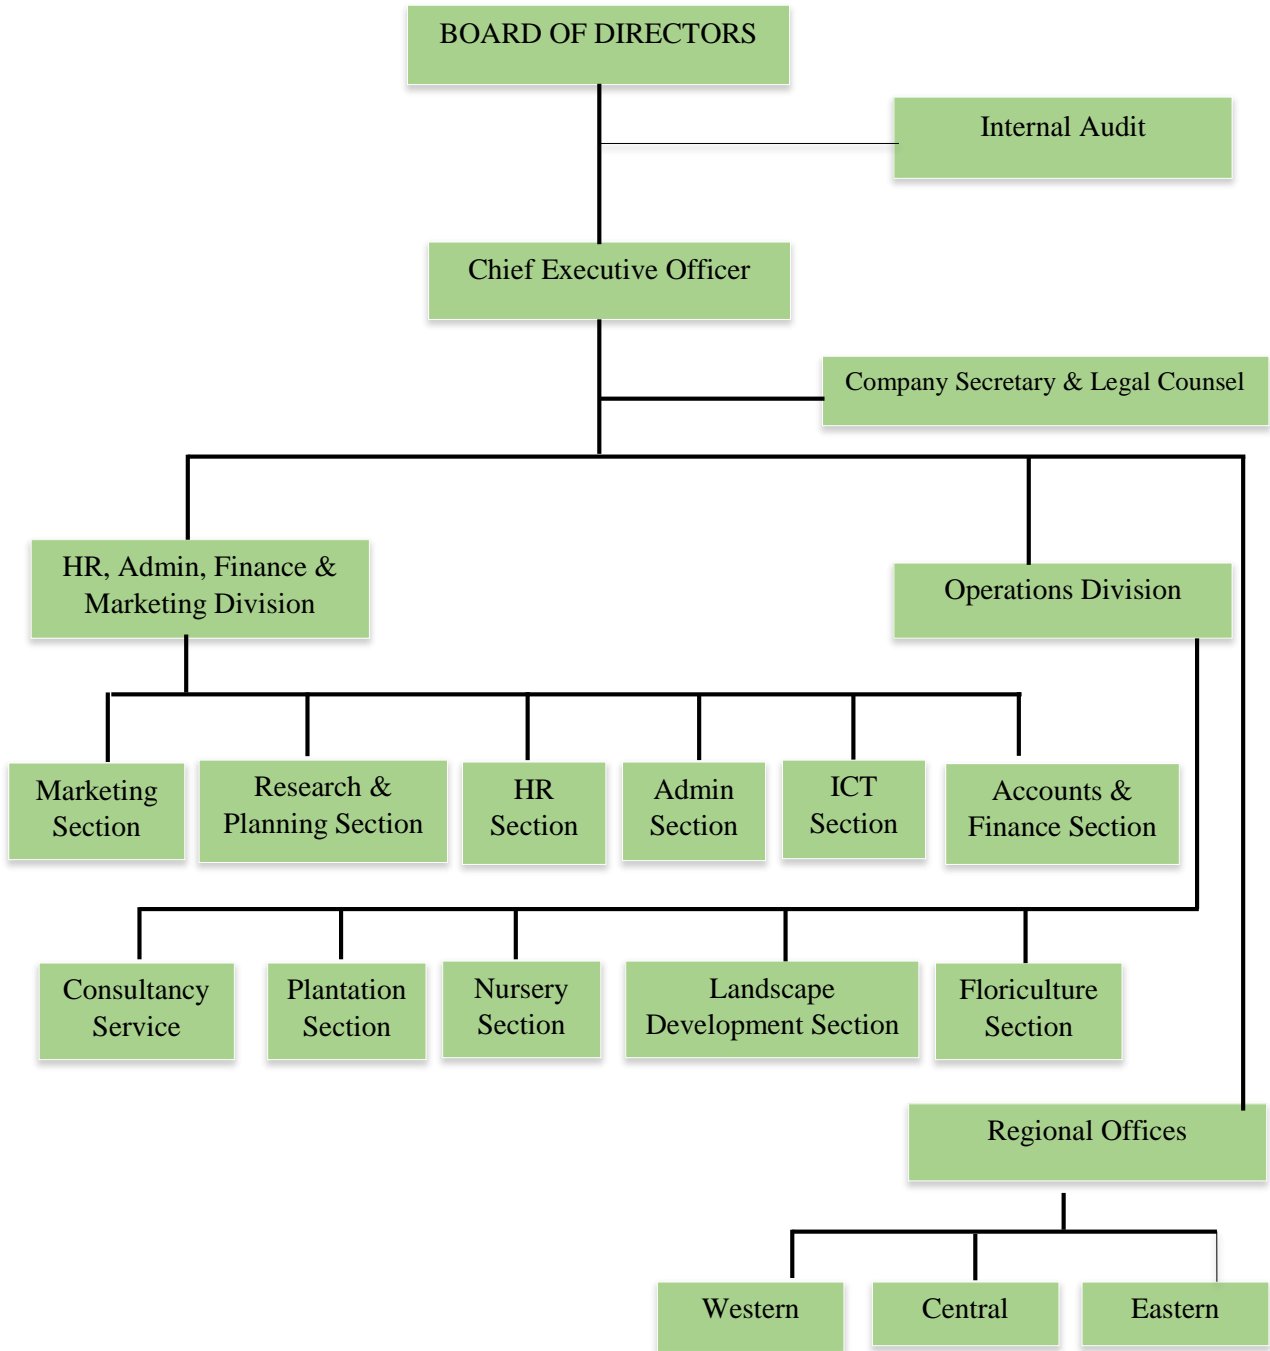 BOARD OF DIRECTORS
Internal Audit
Chief Executive Officer
Company Secretary & Legal Counsel
HR, Admin, Finance &
Marketing Division
Operations Division
Marketing
Section
Research &
Planning Section
HR
Section
Admin
Section
ICT
Section
Accounts &
Finance Section
Consultancy
Service
Plantation
Section
Nursery
Section
Landscape
Development Section
Floriculture
Section
Regional Offices
Western
Central
Eastern